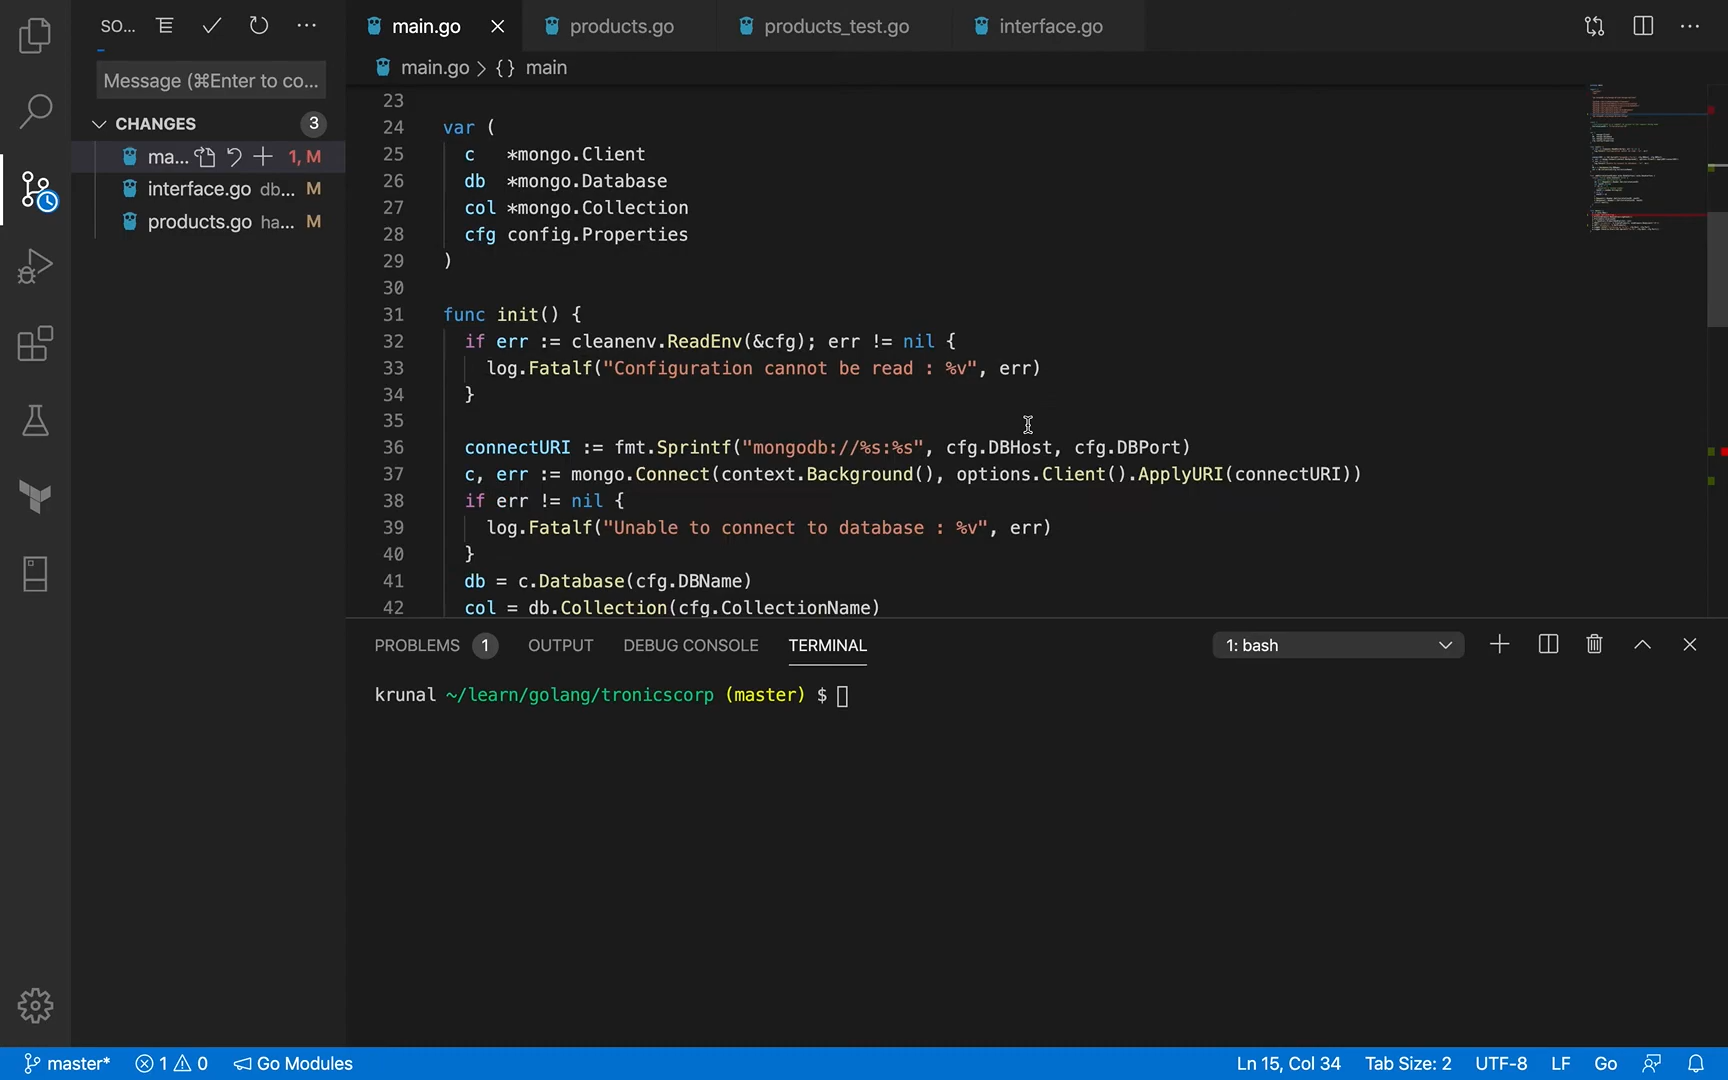 SO...
main.go
products.go
products_test.go
interface.go
main.go > {} main
Message (⌘Enter to co...
CHANGES 3
ma... 1, M
interface.go db... M
products.go ha... M
23
24 var (
25 c *mongo.Client
26 db *mongo.Database
27 col *mongo.Collection
28 cfg config.Properties
29 )
30
31 func init() {
32 if err := cleanenv.ReadEnv(&cfg); err != nil {
33 log.Fatalf("Configuration cannot be read : %v", err)
34 }
35
36 connectURI := fmt.Sprintf("mongodb://%s:%s", cfg.DBHost, cfg.DBPort)
37 c, err := mongo.Connect(context.Background(), options.Client().ApplyURI(connectURI))
38 if err != nil {
39 log.Fatalf("Unable to connect to database : %v", err)
40 }
41 db = c.Database(cfg.DBName)
42 col = db.Collection(cfg.CollectionName)
PROBLEMS 1 OUTPUT DEBUG CONSOLE TERMINAL 1: bash
krunal ~/learn/golang/tronicscorp (master) $
master* 1 0 Go Modules Ln 15, Col 34 Tab Size: 2 UTF-8 LF Go